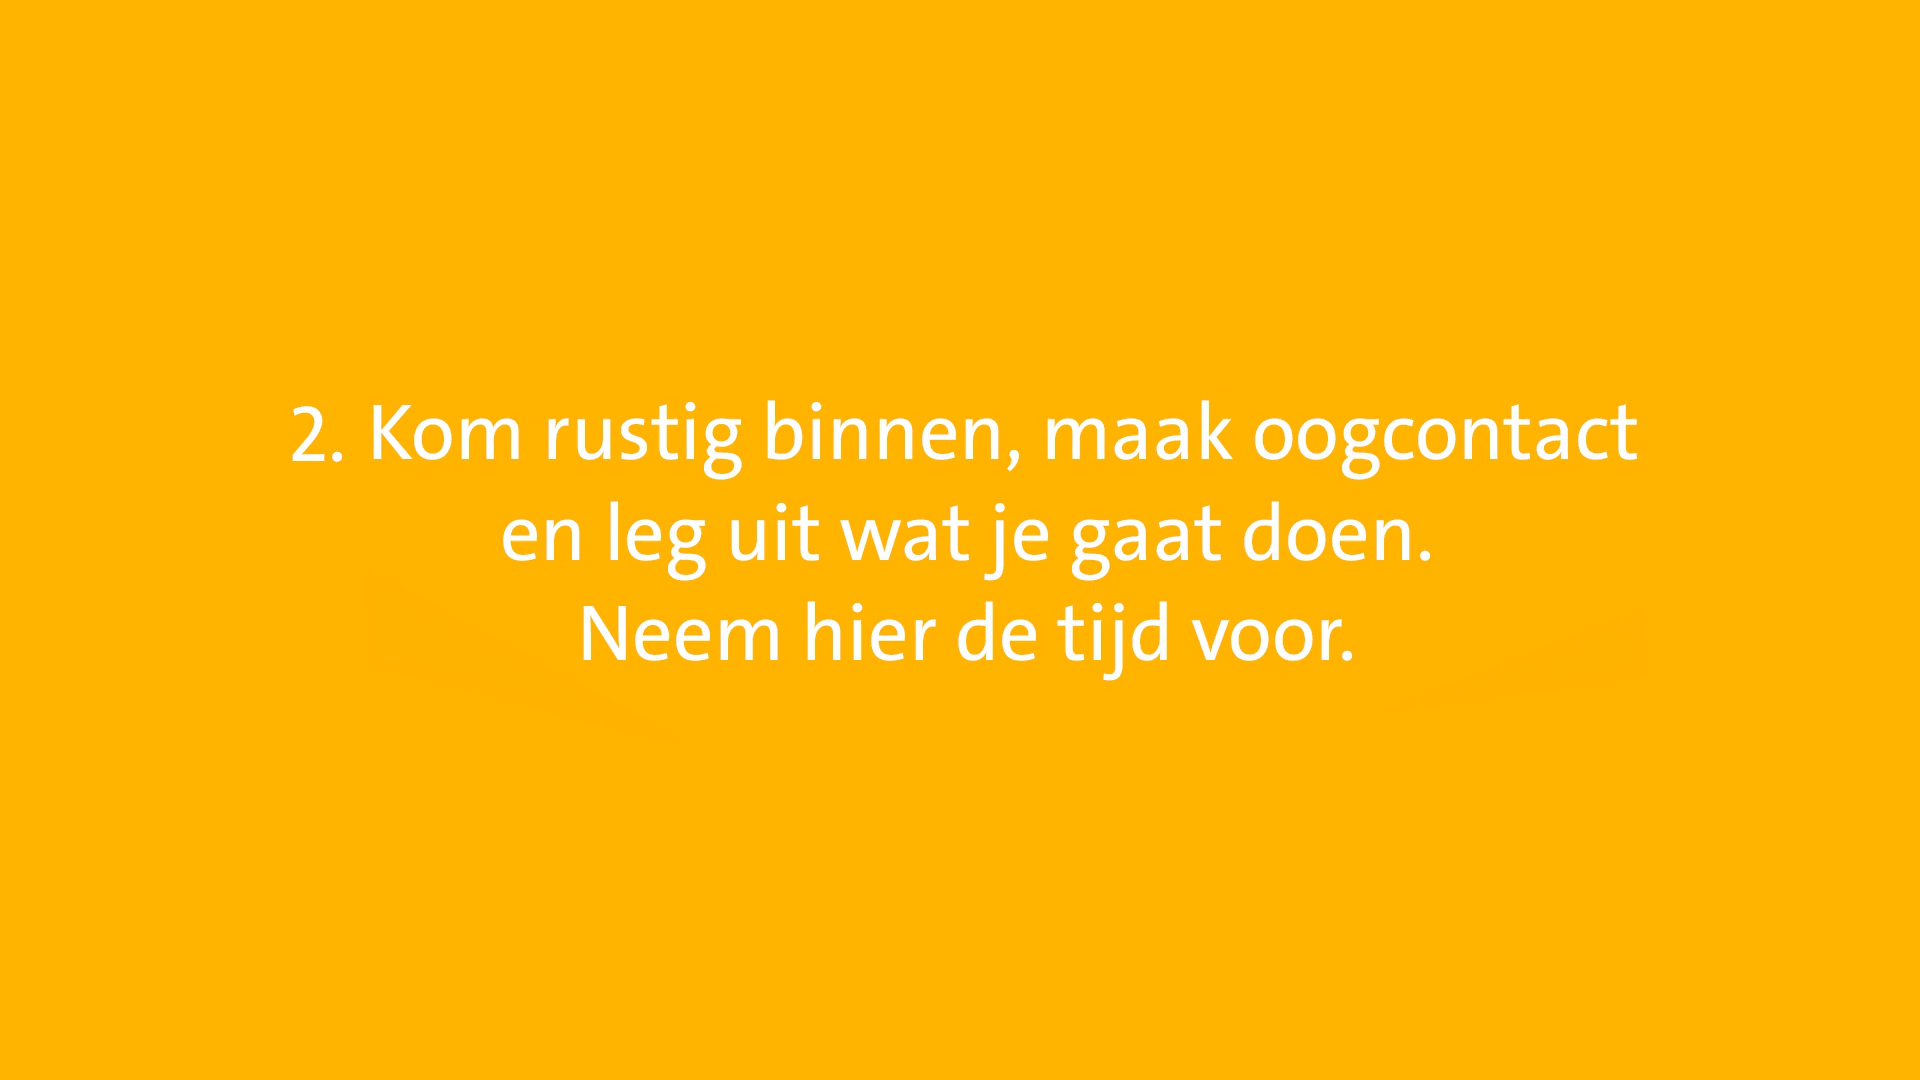 2. Kom rustig binnen, maak oogcontact
en leg uit wat je gaat doen.
Neem hier de tijd voor.